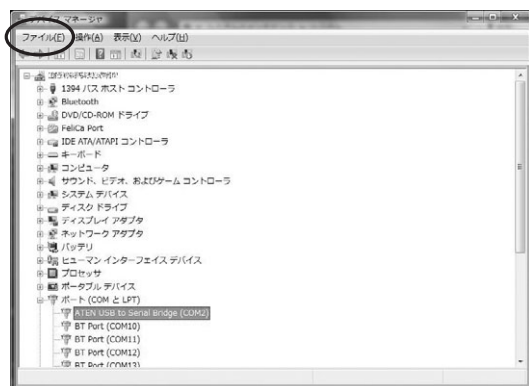 デバイス マネージャ
ファイル(F) 操作(A) 表示(V) ヘルプ(H)
1394 バス ホスト コントローラ
Bluetooth
DVD/CD-ROM ドライブ
FeliCa Port
IDE ATA/ATAPI コントローラ
キーボード
コンピュータ
サウンド、ビデオ、およびゲーム コントローラ
システム デバイス
ディスク ドライブ
ディスプレイ アダプタ
ネットワーク アダプタ
バッテリ
ヒューマン インターフェイス デバイス
プロセッサ
ポータブル デバイス
ポート (COM と LPT)
ATEN USB to Serial Bridge (COM2)
BT Port (COM10)
BT Port (COM11)
BT Port (COM12)
BT Port (COM13)